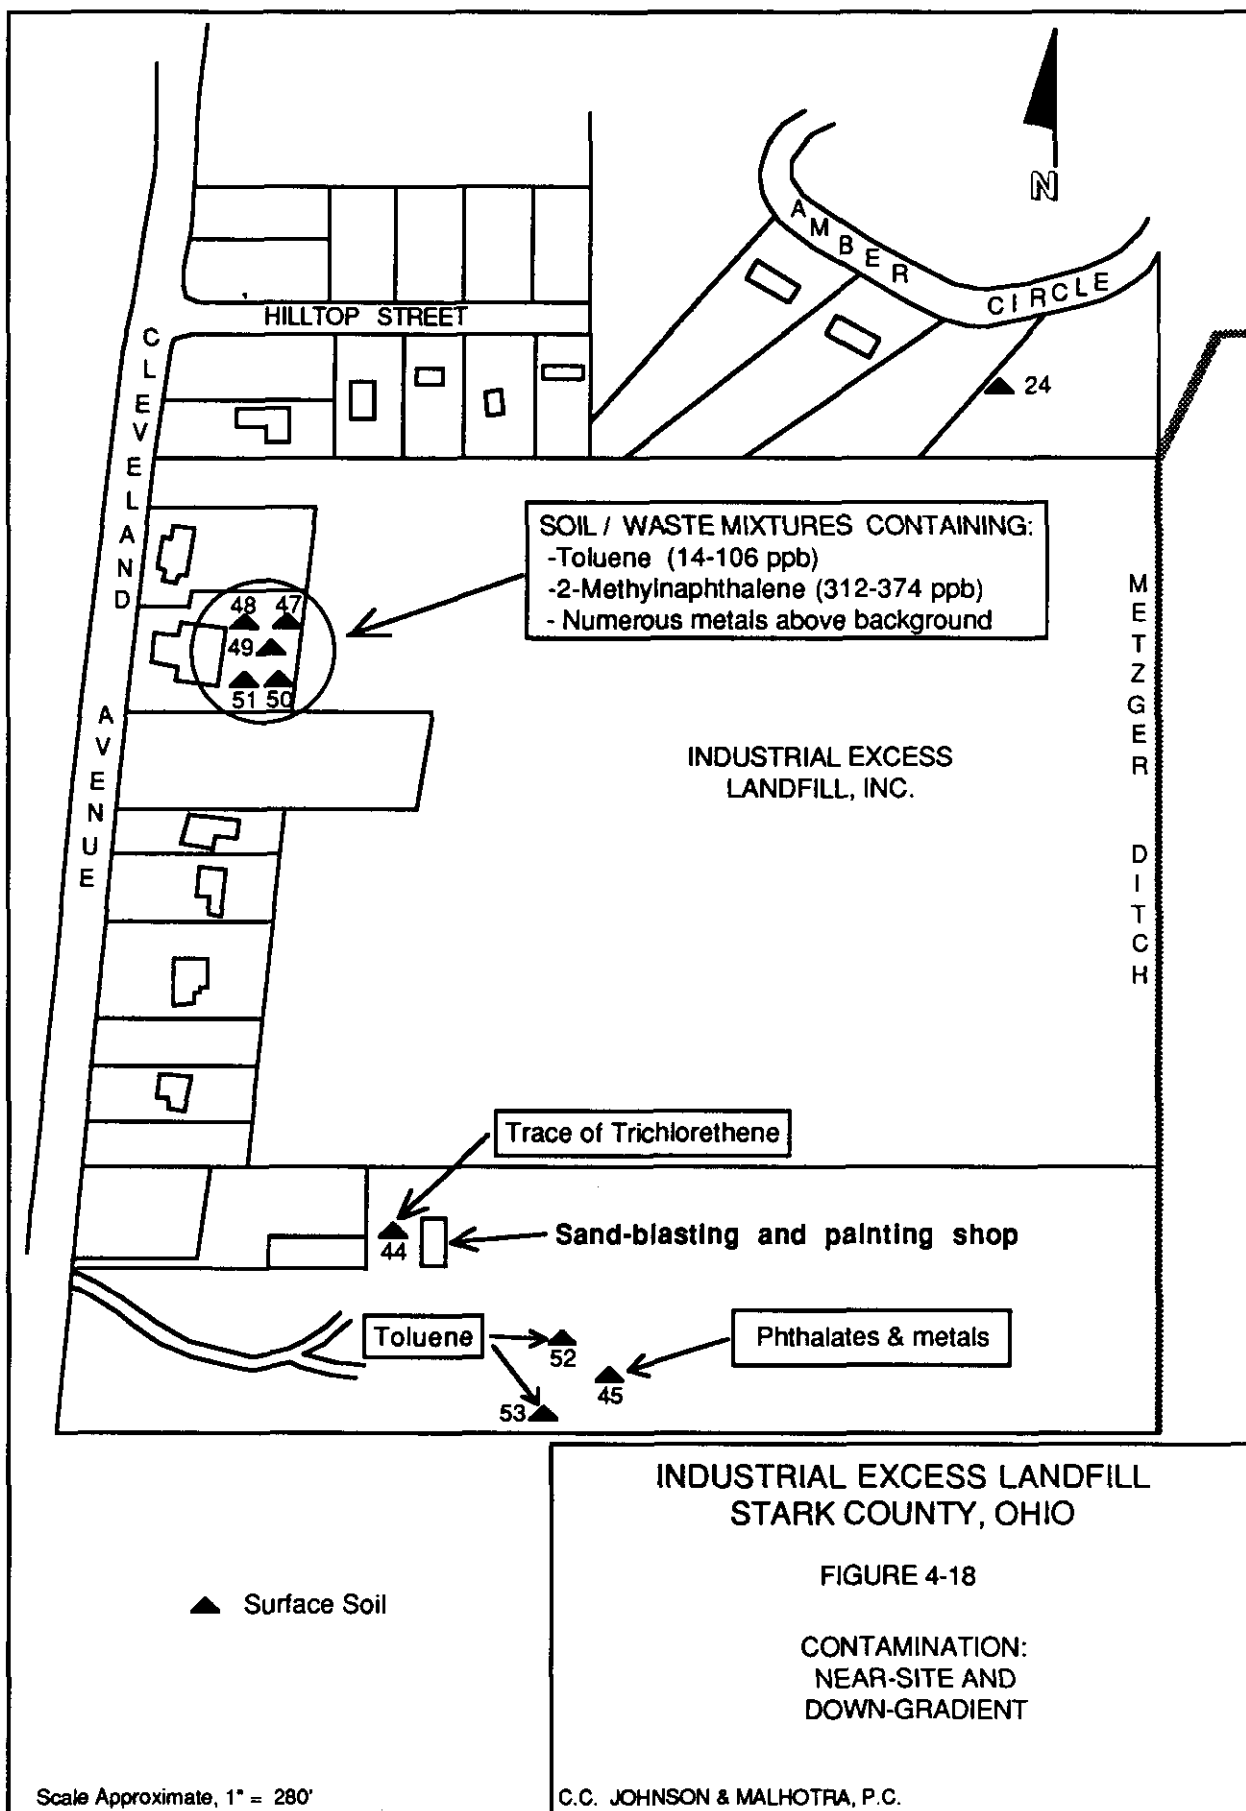 N
AMBER CIRCLE
HILLTOP STREET
CLEVELAND AVENUE
24
SOIL / WASTE MIXTURES CONTAINING:
-Toluene (14-106 ppb)
-2-Methylnaphthalene (312-374 ppb)
- Numerous metals above background
48 47
49
51 50
METZGER DITCH
INDUSTRIAL EXCESS
LANDFILL, INC.
Trace of Trichlorethene
44
Sand-blasting and painting shop
Toluene
52
Phthalates & metals
45
53
INDUSTRIAL EXCESS LANDFILL
STARK COUNTY, OHIO
FIGURE 4-18
Surface Soil
CONTAMINATION:
NEAR-SITE AND
DOWN-GRADIENT
Scale Approximate, 1" = 280'
C.C. JOHNSON & MALHOTRA, P.C.